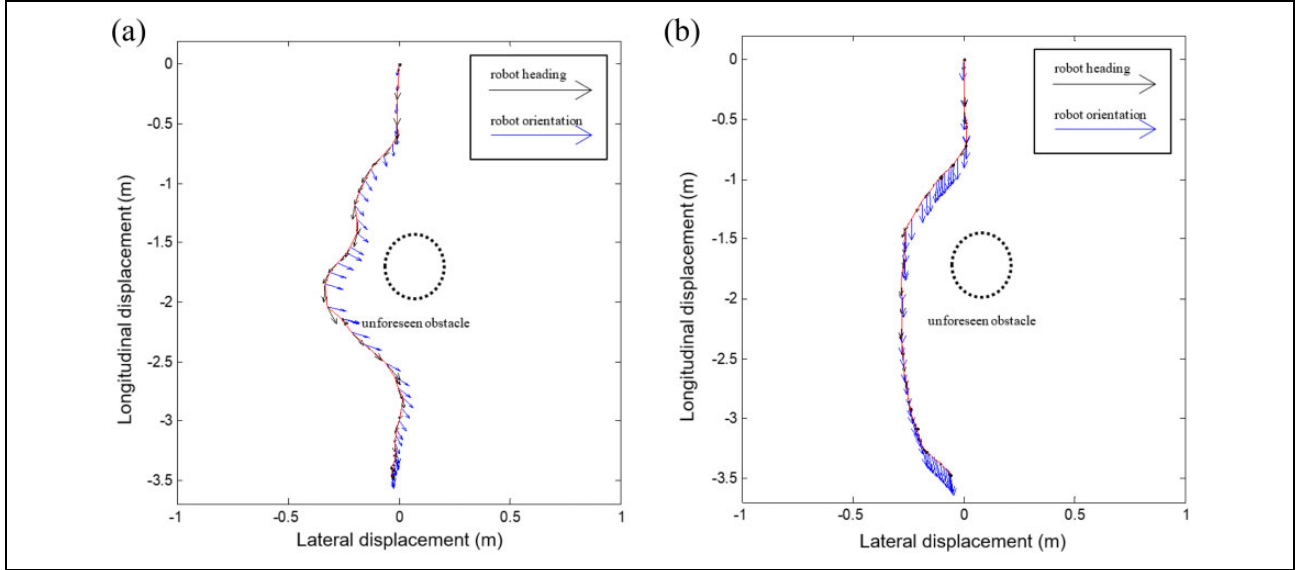 (a)
0
-0.5
-1
-1.5
-2
-2.5
-3
-3.5
Longitudinal displacement (m)
-1
-0.5
0
0.5
1
Lateral displacement (m)
robot heading
robot orientation
unforeseen obstacle
(b)
0
-0.5
-1
-1.5
-2
-2.5
-3
-3.5
Longitudinal displacement (m)
-1
-0.5
0
0.5
1
Lateral displacement (m)
robot heading
robot orientation
unforeseen obstacle